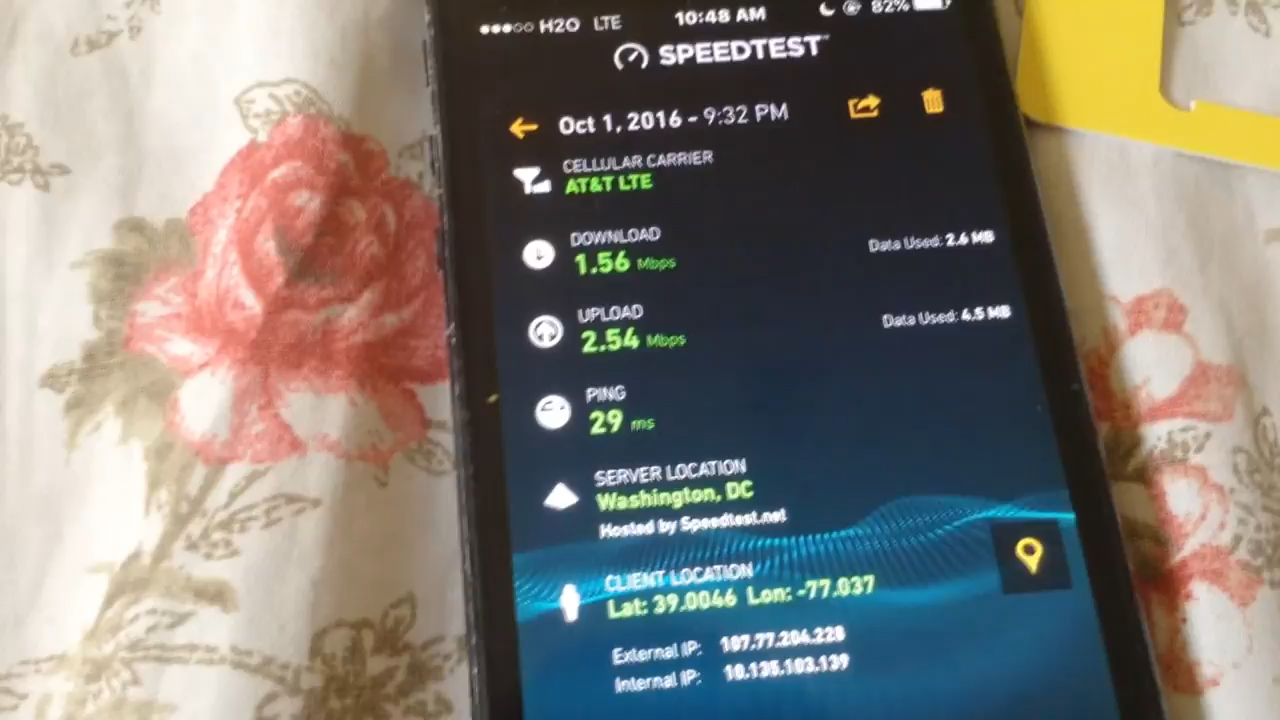 H2O LTE 10:48 AM 82%
SPEEDTEST
Oct 1, 2016 - 9:32 PM
CELLULAR CARRIER
AT&T LTE
DOWNLOAD
1.56 Mbps Data Used: 2.6 MB
UPLOAD
2.54 Mbps Data Used: 4.5 MB
PING
29 ms
SERVER LOCATION
Washington, DC
Hosted by Speedtest.net
CLIENT LOCATION
Lat: 39.0046 Lon: -77.037
External IP: 107.77.204.228
Internal IP: 10.135.103.139